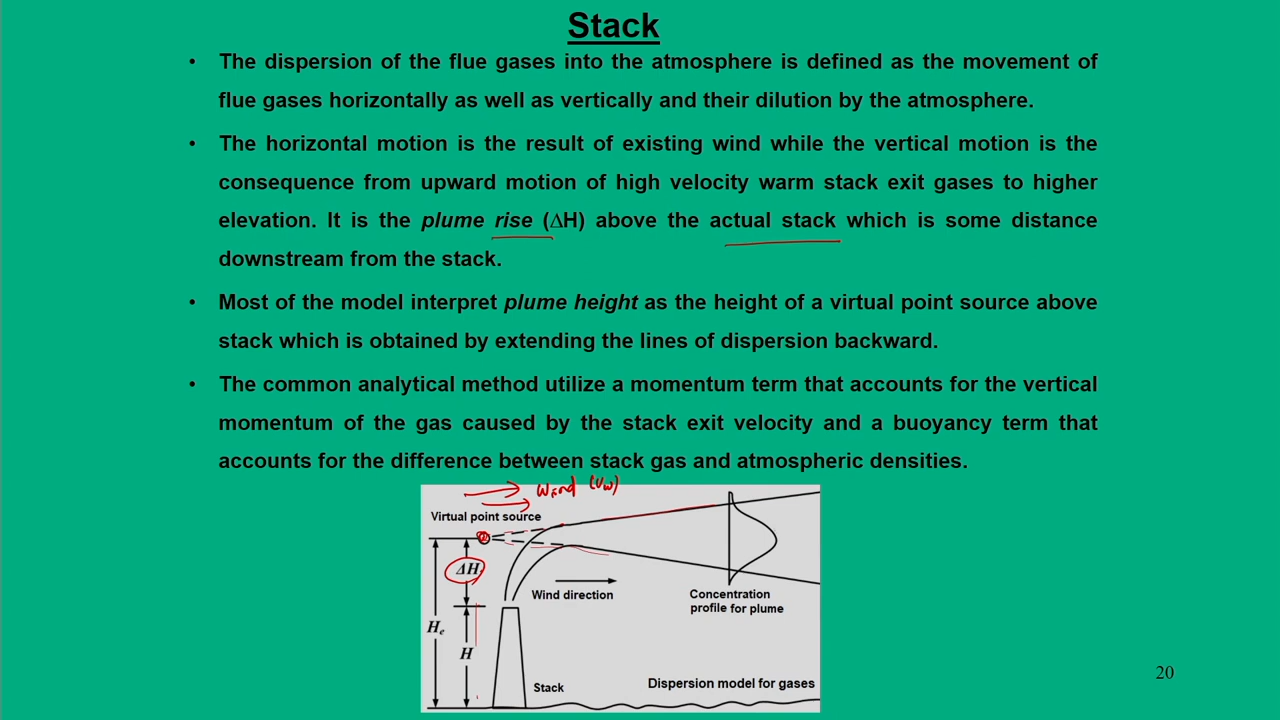 Stack
• The dispersion of the flue gases into the atmosphere is defined as the movement of
flue gases horizontally as well as vertically and their dilution by the atmosphere.
• The horizontal motion is the result of existing wind while the vertical motion is the
consequence from upward motion of high velocity warm stack exit gases to higher
elevation. It is the plume rise (∆H) above the actual stack which is some distance
downstream from the stack.
• Most of the model interpret plume height as the height of a virtual point source above
stack which is obtained by extending the lines of dispersion backward.
• The common analytical method utilize a momentum term that accounts for the vertical
momentum of the gas caused by the stack exit velocity and a buoyancy term that
accounts for the difference between stack gas and atmospheric densities.
Wind (Uw)
Virtual point source
ΔH
Wind direction
Concentration
profile for plume
He
H
Stack
Dispersion model for gases
20